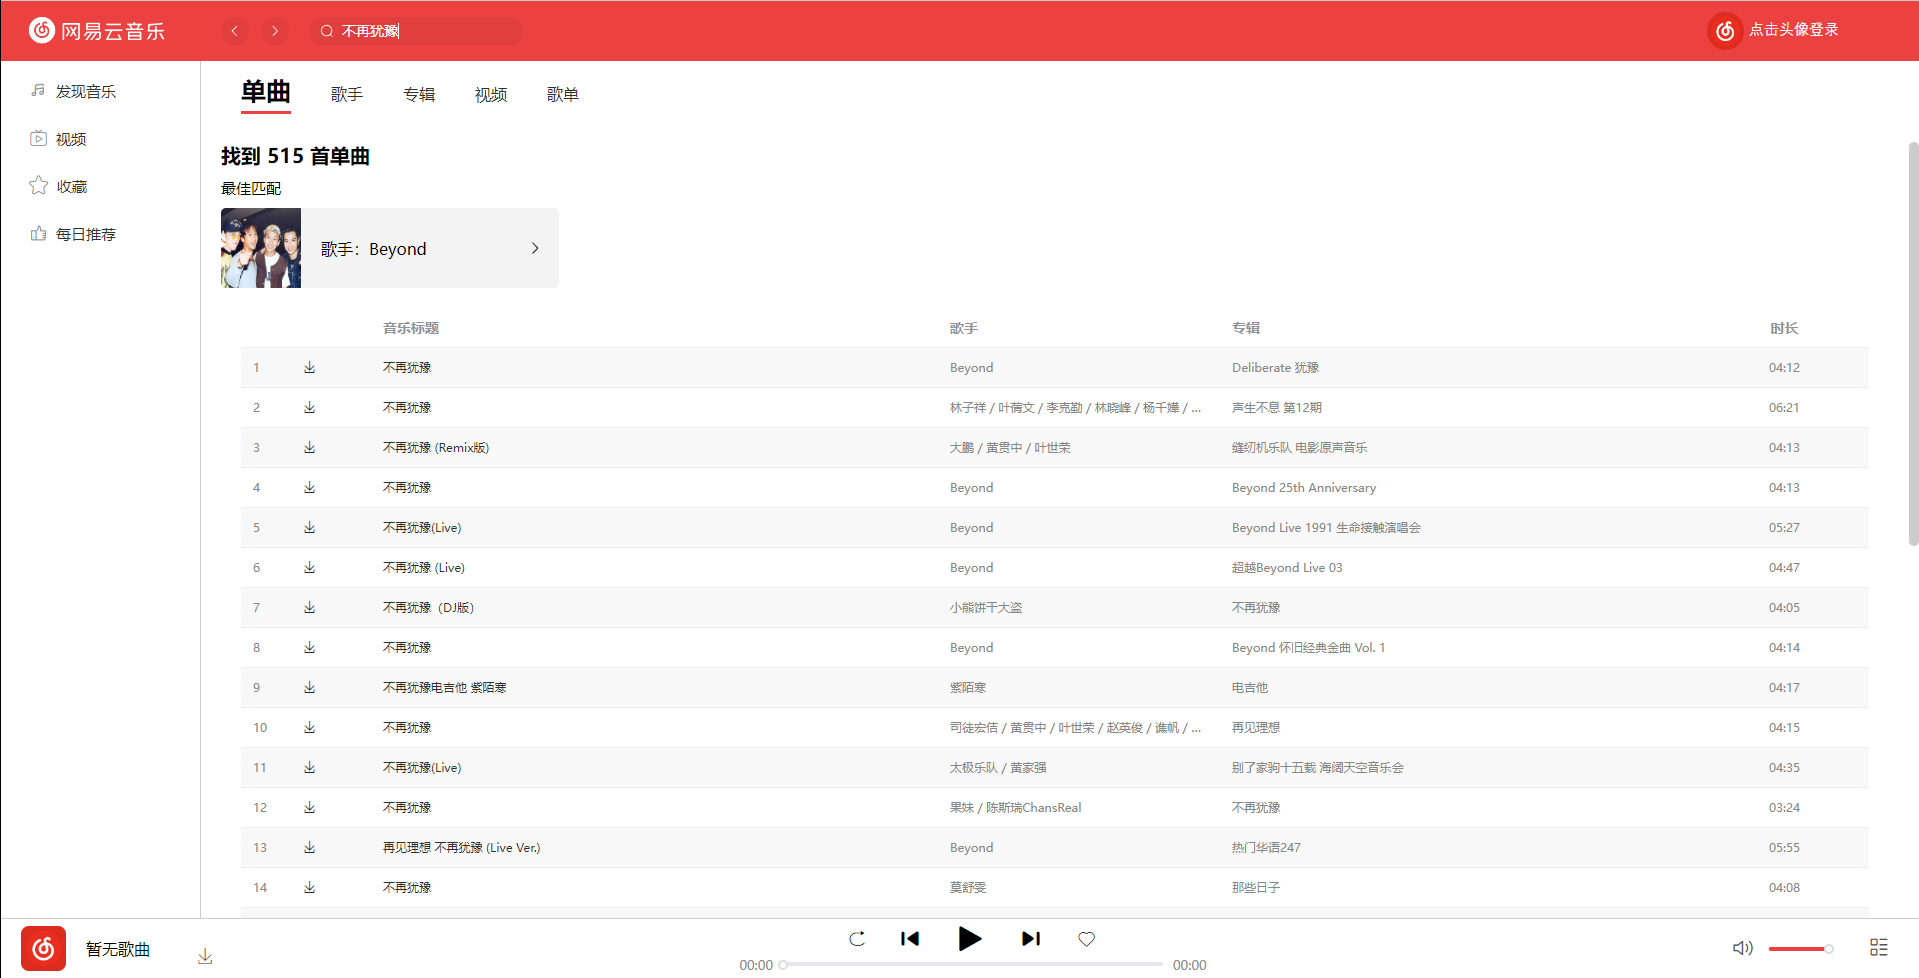 网易云音乐 不再犹豫 点击头像登录
发现音乐
视频
收藏
每日推荐
单曲 歌手 专辑 视频 歌单
找到 515 首单曲
最佳匹配
歌手：Beyond
音乐标题 歌手 专辑 时长
1 不再犹豫 Beyond Deliberate 犹豫 04:12
2 不再犹豫 林子祥 / 叶蒨文 / 李克勤 / 林晓峰 / 杨千嬅 / ... 声生不息 第12期 06:21
3 不再犹豫 (Remix版) 大鹏 / 黄贯中 / 叶世荣 缝纫机乐队 电影原声音乐 04:13
4 不再犹豫 Beyond Beyond 25th Anniversary 04:13
5 不再犹豫(Live) Beyond Beyond Live 1991 生命接触演唱会 05:27
6 不再犹豫 (Live) Beyond 超越Beyond Live 03 04:47
7 不再犹豫（DJ版） 小熊饼干大盗 不再犹豫 04:05
8 不再犹豫 Beyond Beyond 怀旧经典金曲 Vol. 1 04:14
9 不再犹豫电吉他 紫陌寒 紫陌寒 电吉他 04:17
10 不再犹豫 司徒宏佶 / 黄贯中 / 叶世荣 / 赵英俊 / 谯帆 / ... 再见理想 04:15
11 不再犹豫(Live) 太极乐队 / 黄家强 别了家驹十五载 海阔天空音乐会 04:35
12 不再犹豫 果妹 / 陈斯瑞ChansReal 不再犹豫 03:24
13 再见理想 不再犹豫 (Live Ver.) Beyond 热门华语247 05:55
14 不再犹豫 莫舒雯 那些日子 04:08
暂无歌曲
00:00 00:00